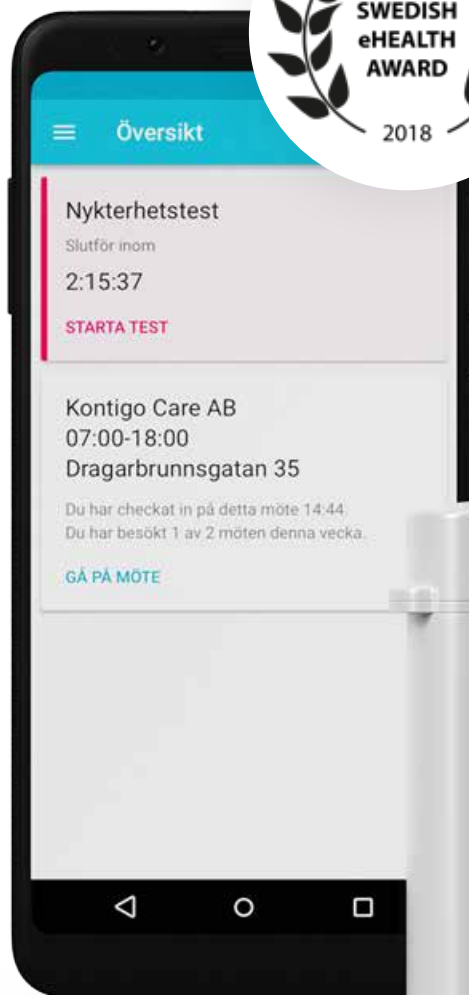 SWEDISH
eHEALTH
AWARD
2018
Översikt
Nykterhetstest
Slutför inom
2:15:37
STARTA TEST
Kontigo Care AB
07:00-18:00
Dragarbrunnsgatan 35
Du har checkat in på detta möte 14:44.
Du har besökt 1 av 2 möten denna vecka.
GÅ PÅ MÖTE